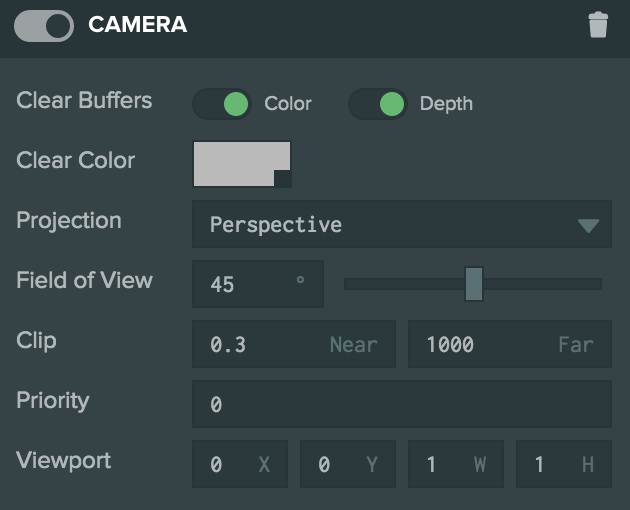 CAMERA
Clear Buffers Color Depth
Clear Color
Projection Perspective
Field of View 45 °
Clip 0.3 Near 1000 Far
Priority 0
Viewport 0 X 0 Y 1 W 1 H